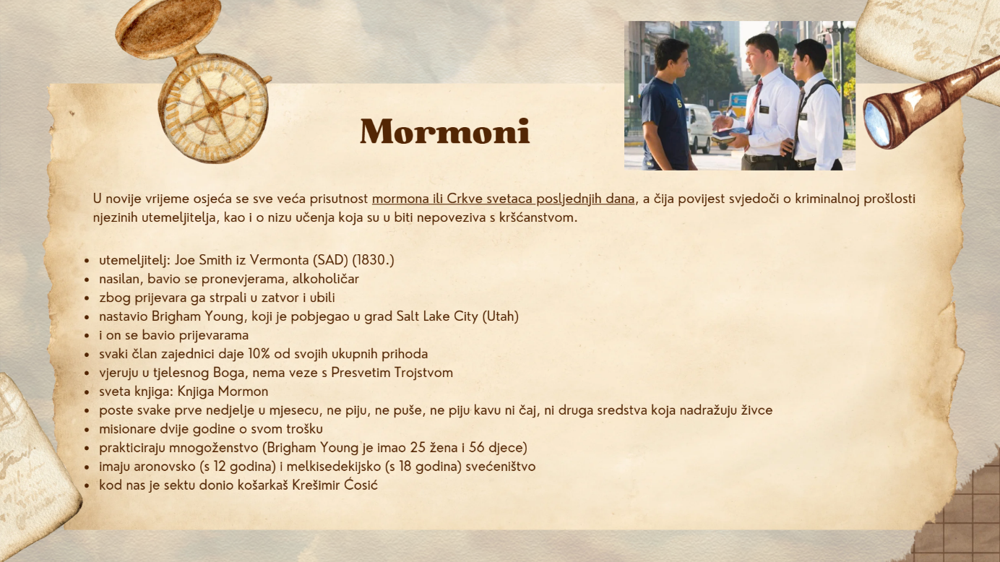 Mormoni
U novije vrijeme osjeća se sve veća prisutnost mormona ili Crkve svetaca posljednjih dana, a čija povijest svjedoči o kriminalnoj prošlosti
njezinih utemeljitelja, kao i o nizu učenja koja su u biti nepoveziva s kršćanstvom.
• utemeljitelj: Joe Smith iz Vermonta (SAD) (1830.)
• nasilan, bavio se pronevjerama, alkoholičar
• zbog prijevara ga strpali u zatvor i ubili
• nastavio Brigham Young, koji je pobjegao u grad Salt Lake City (Utah)
• i on se bavio prijevarama
• svaki član zajednici daje 10% od svojih ukupnih prihoda
• vjeruju u tjelesnog Boga, nema veze s Presvetim Trojstvom
• sveta knjiga: Knjiga Mormon
• poste svake prve nedjelje u mjesecu, ne piju, ne puše, ne piju kavu ni čaj, ni druga sredstva koja nadražuju živce
• misionare dvije godine o svom trošku
• prakticiraju mnogoženstvo (Brigham Young je imao 25 žena i 56 djece)
• imaju aronovsko (s 12 godina) i melkisedekijsko (s 18 godina) svećeništvo
• kod nas je sektu donio košarkaš Krešimir Ćosić